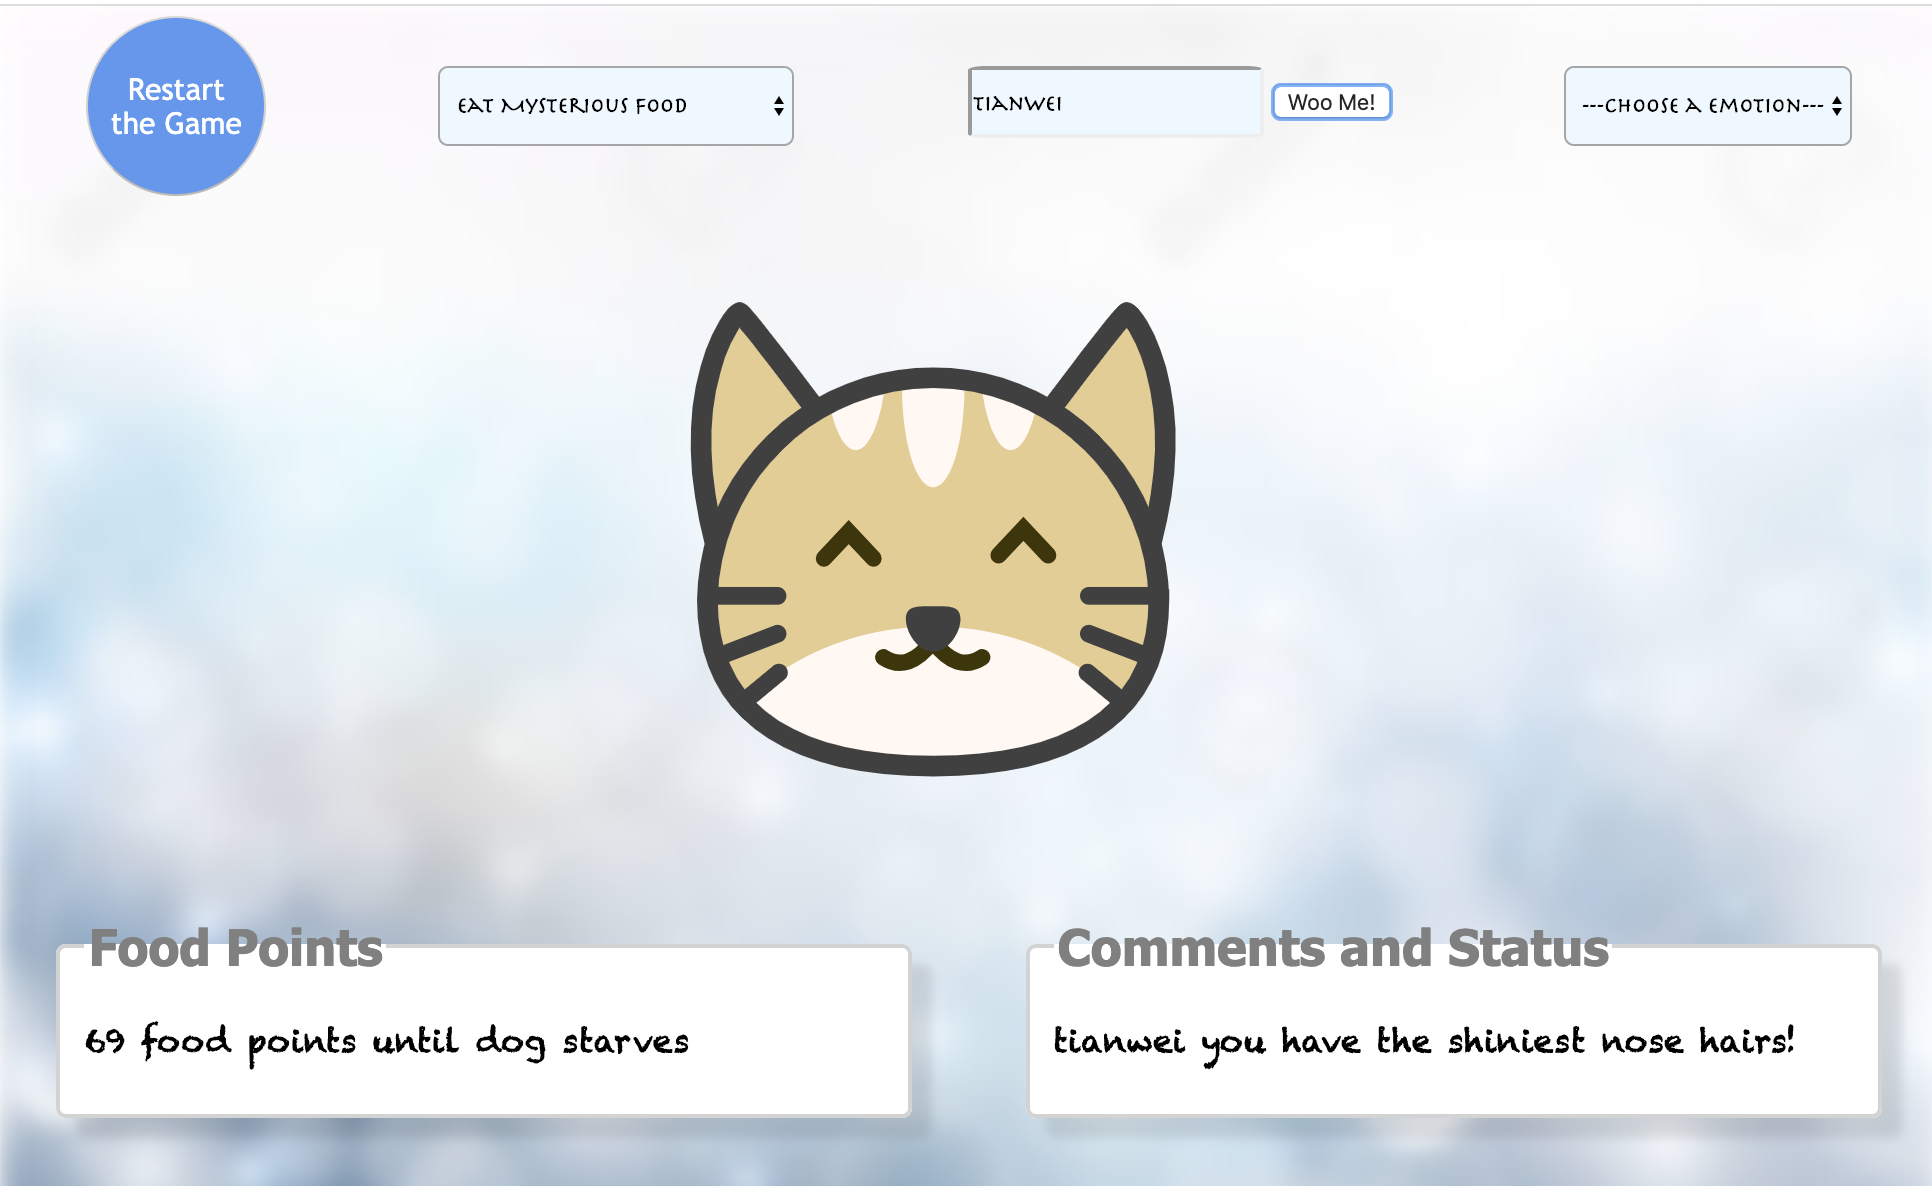 Restart
the Game
Eat Mysterious Food
tianwei
Woo Me!
---Choose a Emotion---
Food Points
69 food points until dog starves
Comments and Status
tianwei you have the shiniest nose hairs!